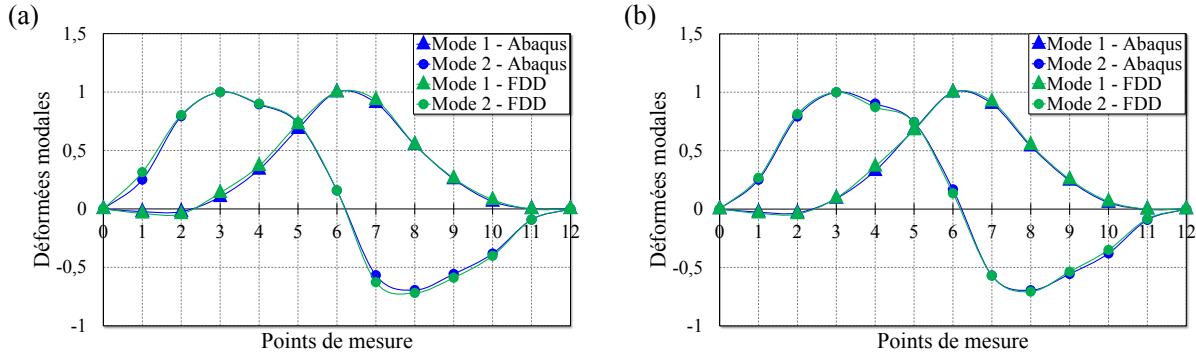 (a)
1,5
1
0,5
0
-0,5
-1
Déformées modales
Mode 1 - Abaqus
Mode 2 - Abaqus
Mode 1 - FDD
Mode 2 - FDD
0 1 2 3 4 5 6 7 8 9 10 11 12
Points de mesure
(b)
1,5
1
0,5
0
-0,5
-1
Déformées modales
Mode 1 - Abaqus
Mode 2 - Abaqus
Mode 1 - FDD
Mode 2 - FDD
0 1 2 3 4 5 6 7 8 9 10 11 12
Points de mesure